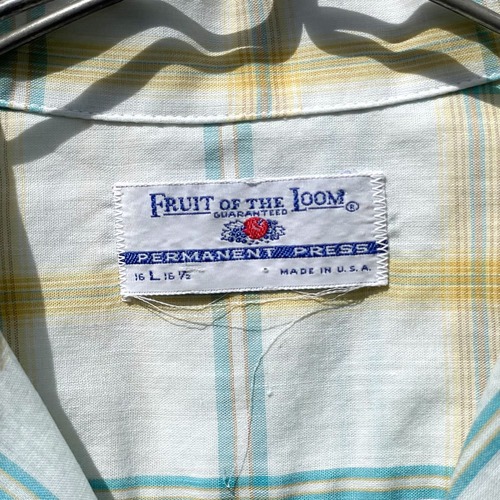 FRUIT OF THE LOOM®
GUARANTEED
PERMANENT PRESS
16 L 16½
MADE IN U.S.A.